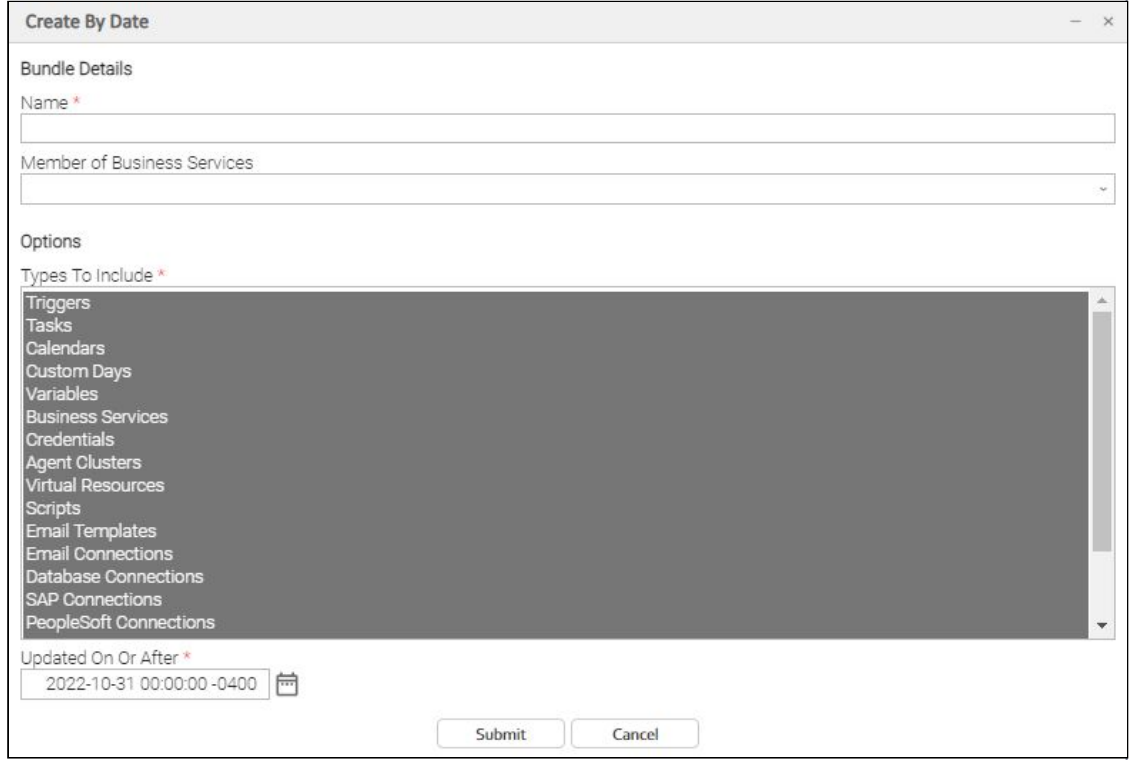 Create By Date
Bundle Details
Name *
Member of Business Services
Options
Types To Include *
Triggers
Tasks
Calendars
Custom Days
Variables
Business Services
Credentials
Agent Clusters
Virtual Resources
Scripts
Email Templates
Email Connections
Database Connections
SAP Connections
PeopleSoft Connections
Updated On Or After *
2022-10-31 00:00:00 -0400
Submit Cancel